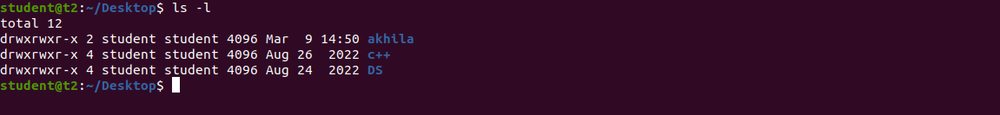 student@t2:~/Desktop$ ls -l
total 12
drwxrwxr-x 2 student student 4096 Mar  9 14:50 akhila
drwxrwxr-x 4 student student 4096 Aug 26  2022 c++
drwxrwxr-x 4 student student 4096 Aug 24  2022 DS
student@t2:~/Desktop$